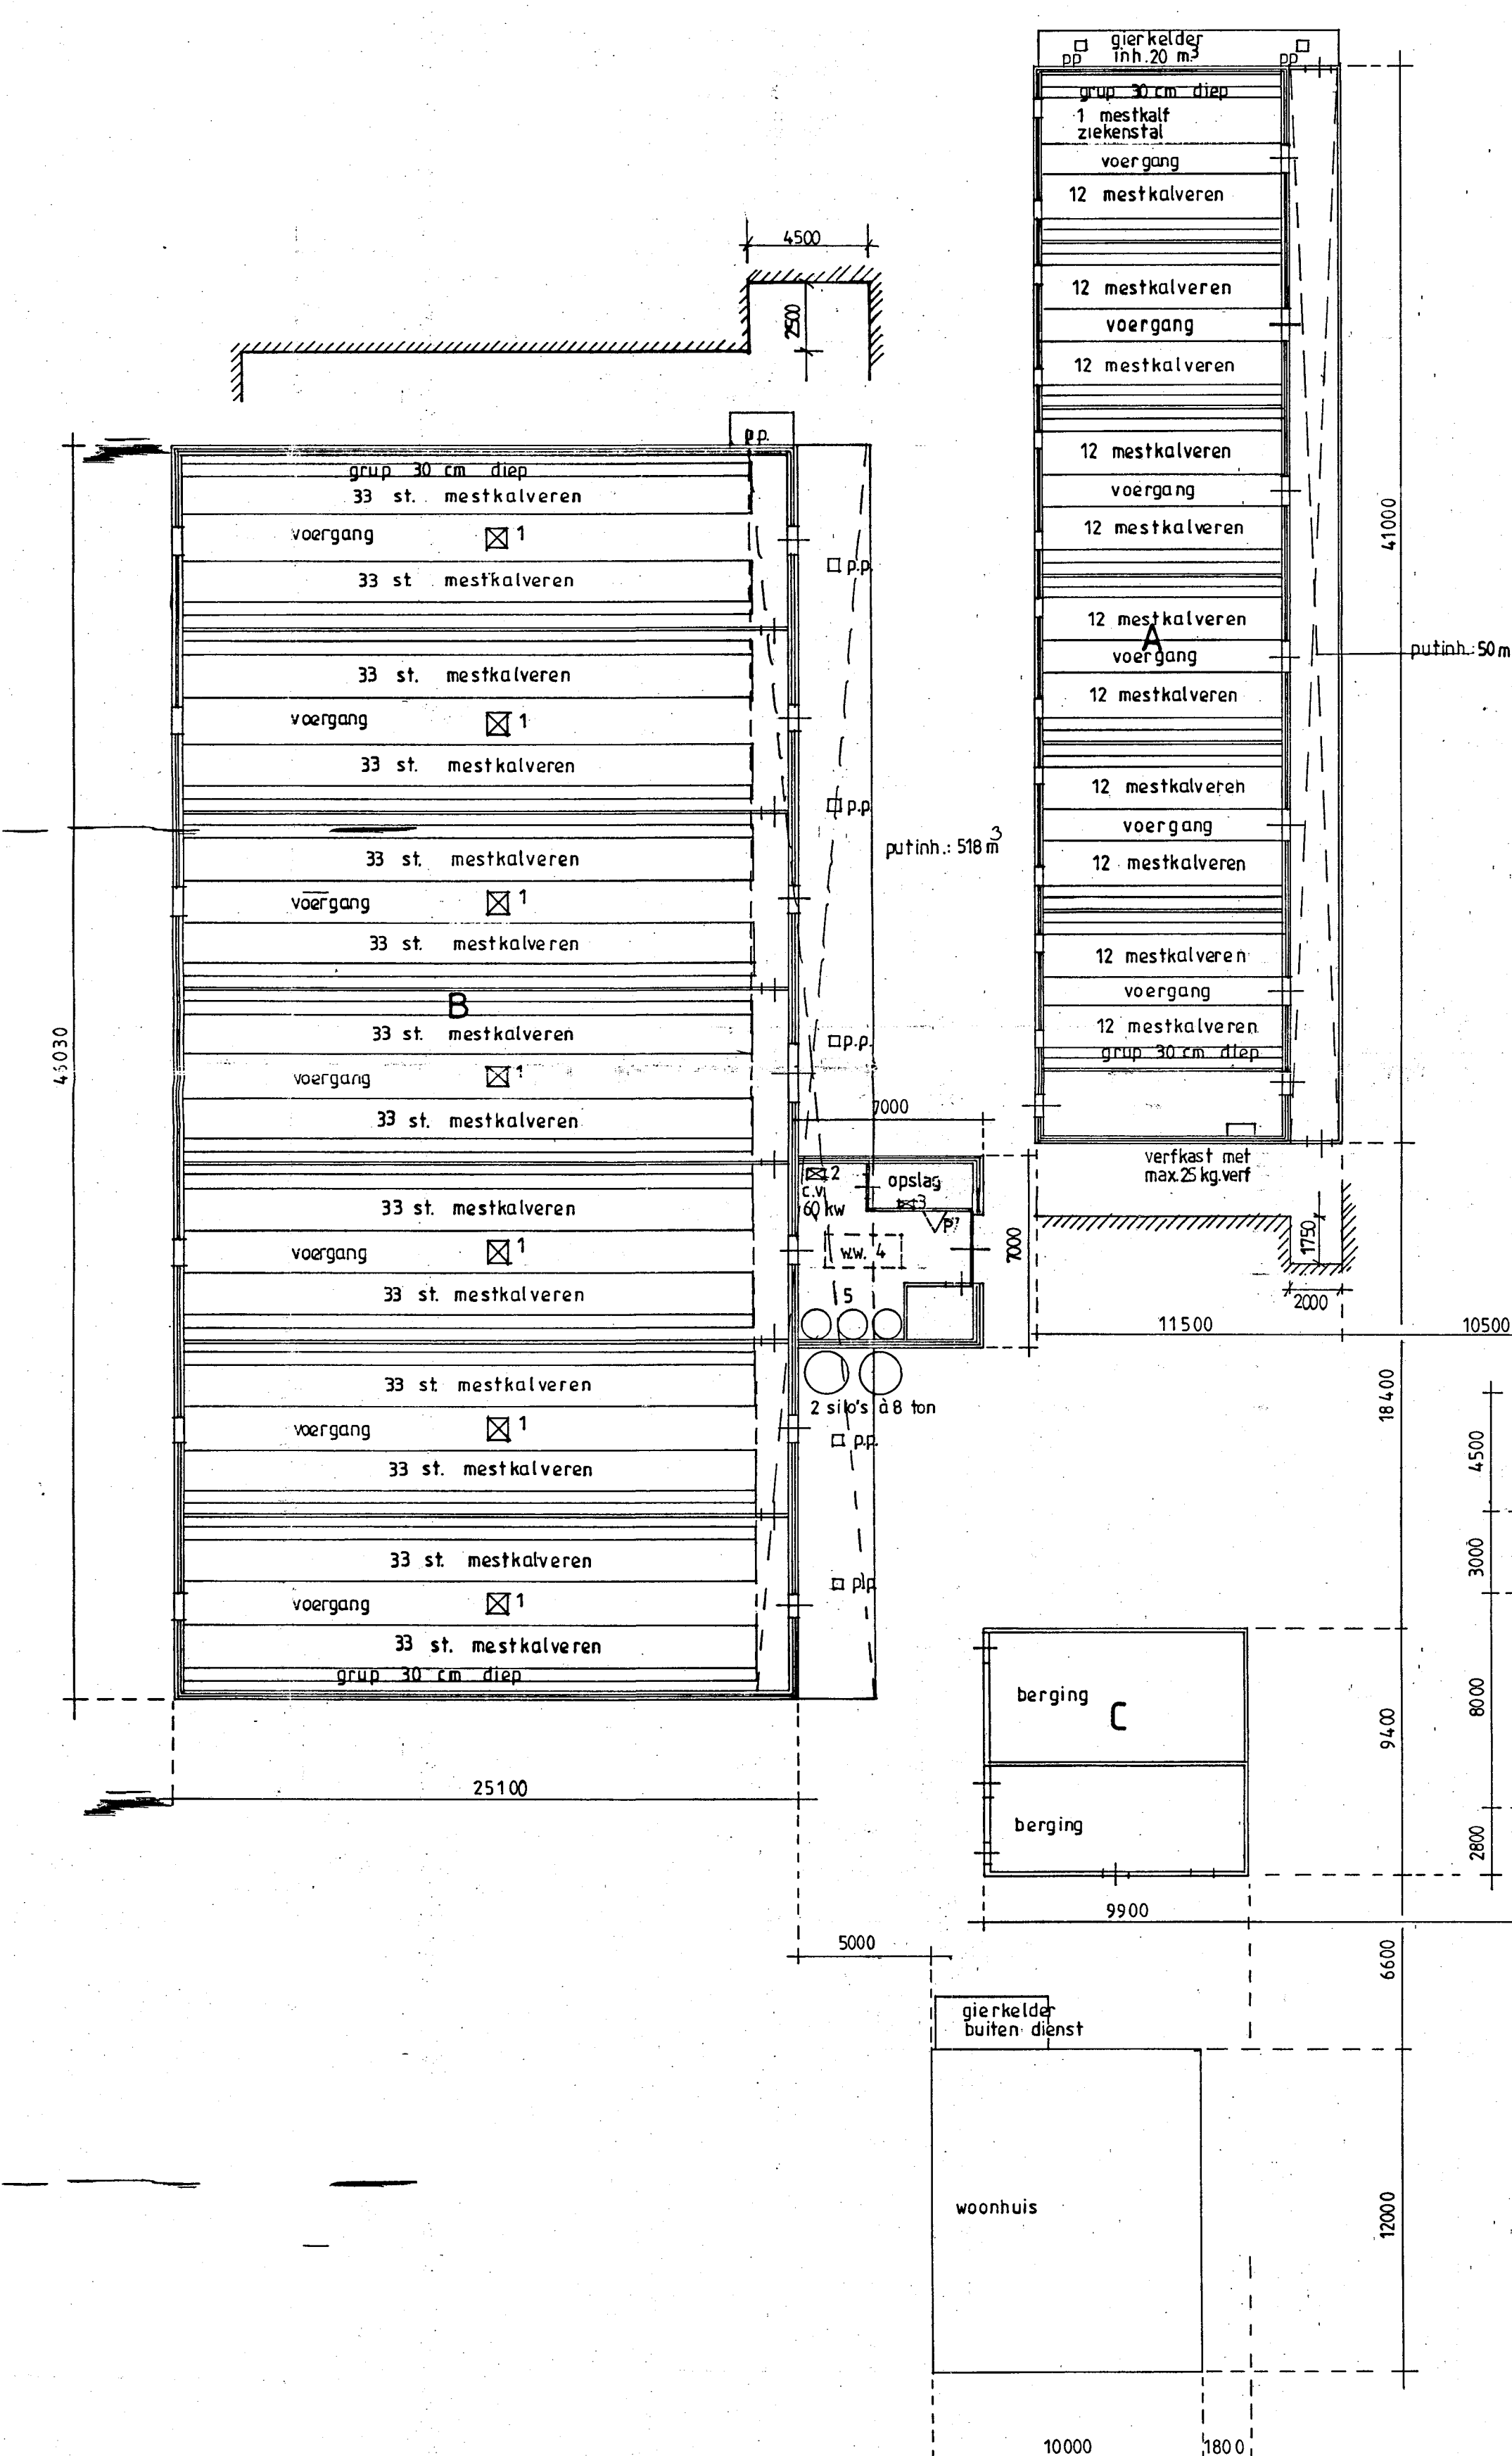 gierkelder
inh. 20 m.3
pp
pp
grup 30 cm diep
1 mestkalf
ziekenstal
voergang
12 mestkalveren
12 mestkalveren
voergang
12 mestkalveren
12 mestkalveren
voergang
12 mestkalveren
12 mestkalveren
A
voergang
12 mestkalveren
12 mestkalveren
voergang
12 mestkalveren
12 mestkalveren
voergang
12 mestkalveren
grup 30 cm diep
verfkast met
max. 25 kg. verf
41000
putinh.: 50 m
1750
2000
11500
10500
4500
2500
p.p.
grup 30 cm diep
33 st. mestkalveren
voergang 1
33 st mestkalveren
33 st. mestkalveren
voergang 1
33 st. mestkalveren
33 st. mestkalveren
voergang 1
33 st. mestkalveren
B
33 st. mestkalveren
voergang 1
33 st. mestkalveren
33 st. mestkalveren
voergang 1
33 st. mestkalveren
33 st. mestkalveren
voergang 1
33 st. mestkalveren
33 st. mestkalveren
voergang 1
33 st. mestkalveren
grup 30 cm diep
46030
25100
p.p.
p.p.
putinh.: 518 m3
p.p.
7000
2
c.v.
60 kw
opslag
3
w.w. 4
5
7000
2 silo's à 8 ton
p.p.
p.p.
18400
4500
3000
8000
2800
9400
berging
C
berging
9900
5000
6600
gierkelder
buiten dienst
woonhuis
12000
10000
1800